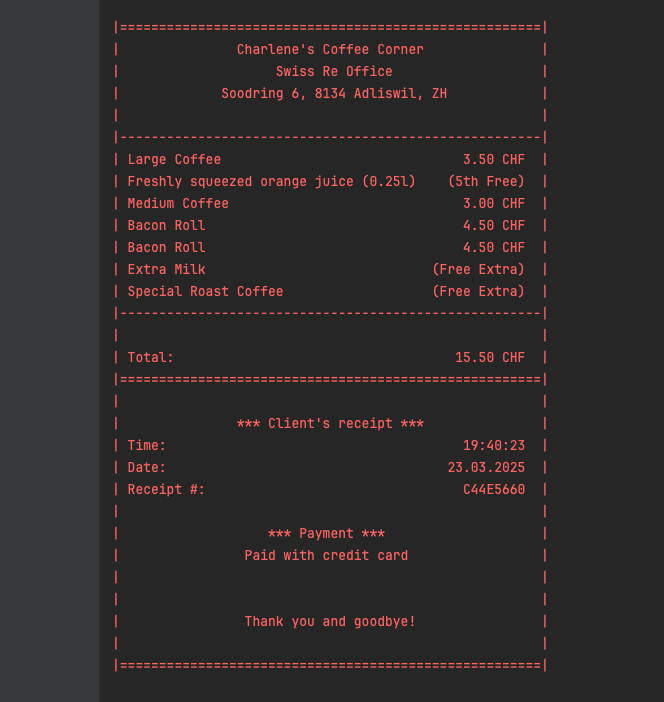 |======================================================|
|               Charlene's Coffee Corner               |
|                    Swiss Re Office                   |
|             Soodring 6, 8134 Adliswil, ZH            |
|                                                      |
|------------------------------------------------------|
| Large Coffee                               3.50 CHF  |
| Freshly squeezed orange juice (0.25l)    (5th Free)  |
| Medium Coffee                              3.00 CHF  |
| Bacon Roll                                 4.50 CHF  |
| Bacon Roll                                 4.50 CHF  |
| Extra Milk                             (Free Extra)  |
| Special Roast Coffee                   (Free Extra)  |
|------------------------------------------------------|
|                                                      |
| Total:                                    15.50 CHF  |
|======================================================|
|                                                      |
|               *** Client's receipt ***               |
| Time:                                      19:40:23  |
| Date:                                    23.03.2025  |
| Receipt #:                                 C44E5660  |
|                                                      |
|                   *** Payment ***                    |
|                Paid with credit card                 |
|                                                      |
|                                                      |
|                Thank you and goodbye!                |
|                                                      |
|======================================================|